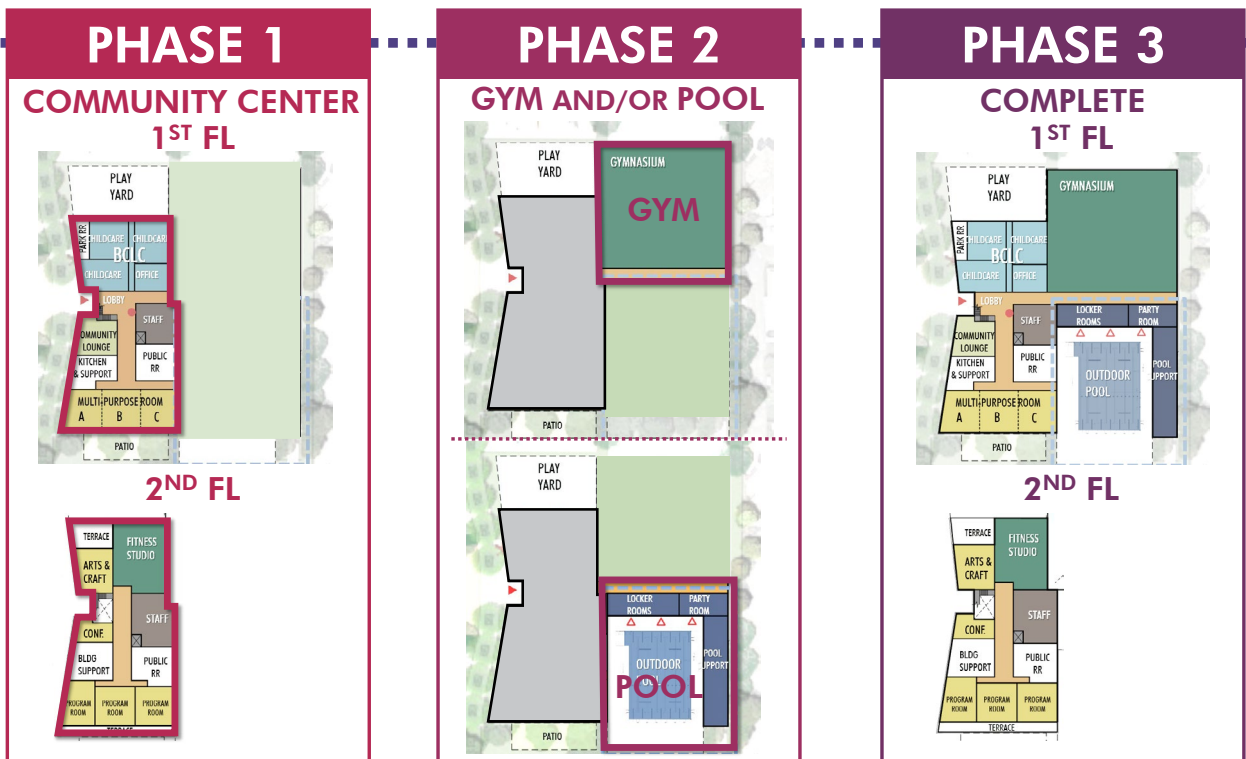 PHASE 1
COMMUNITY CENTER
1ST FL
PLAY
YARD
PARK RR
CHILDCARE
CHILDCARE
BCLC
CHILDCARE
OFFICE
LOBBY
STAFF
COMMUNITY
LOUNGE
KITCHEN
& SUPPORT
PUBLIC
RR
MULTI-PURPOSE ROOM
A B C
PATIO
2ND FL
TERRACE
FITNESS
STUDIO
ARTS &
CRAFT
STAFF
CONF.
BLDG
SUPPORT
PUBLIC
RR
PROGRAM
ROOM
PROGRAM
ROOM
PROGRAM
ROOM
TERRACE
PHASE 2
GYM AND/OR POOL
PLAY
YARD
GYMNASIUM
GYM
PATIO
PLAY
YARD
LOCKER
ROOMS
PARTY
ROOM
OUTDOOR
POOL
POOL
POOL
SUPPORT
PATIO
PHASE 3
COMPLETE
1ST FL
PLAY
YARD
GYMNASIUM
PARK RR
CHILDCARE
CHILDCARE
BCLC
CHILDCARE
OFFICE
LOBBY
STAFF
LOCKER
ROOMS
PARTY
ROOM
COMMUNITY
LOUNGE
KITCHEN
& SUPPORT
PUBLIC
RR
OUTDOOR
POOL
POOL
SUPPORT
MULTI-PURPOSE ROOM
A B C
PATIO
2ND FL
TERRACE
FITNESS
STUDIO
ARTS &
CRAFT
STAFF
CONF.
BLDG
SUPPORT
PUBLIC
RR
PROGRAM
ROOM
PROGRAM
ROOM
PROGRAM
ROOM
TERRACE